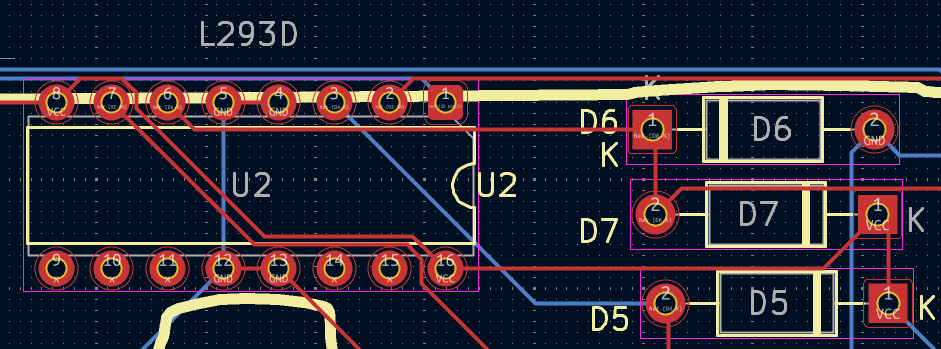 L293D
8 7 6 5 4 3 2 1
VCC GND GND
K
D6 1 D6 2
K GND
U2 U2
D7 2 D7 1 K
VCC
9 10 11 12 13 14 15 16
x x x GND GND x x VCC
D5 2 D5 1 K
VCC